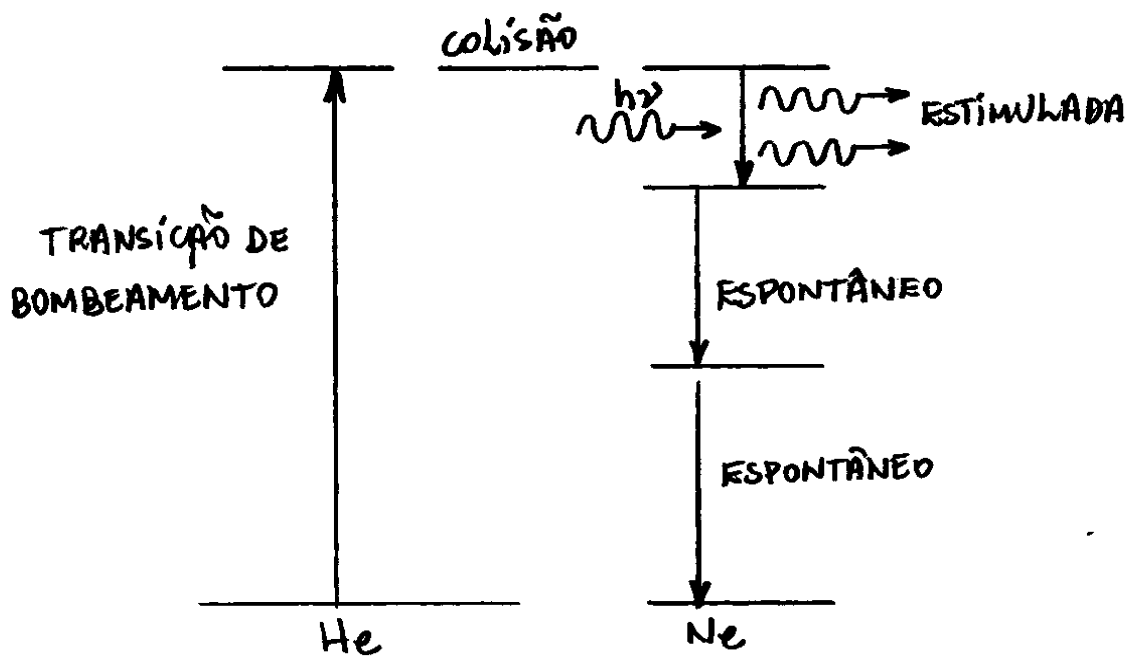 COLISÃO
hν
ESTIMULADA
TRANSIÇÃO DE
BOMBEAMENTO
ESPONTÂNEO
ESPONTÂNEO
He
Ne